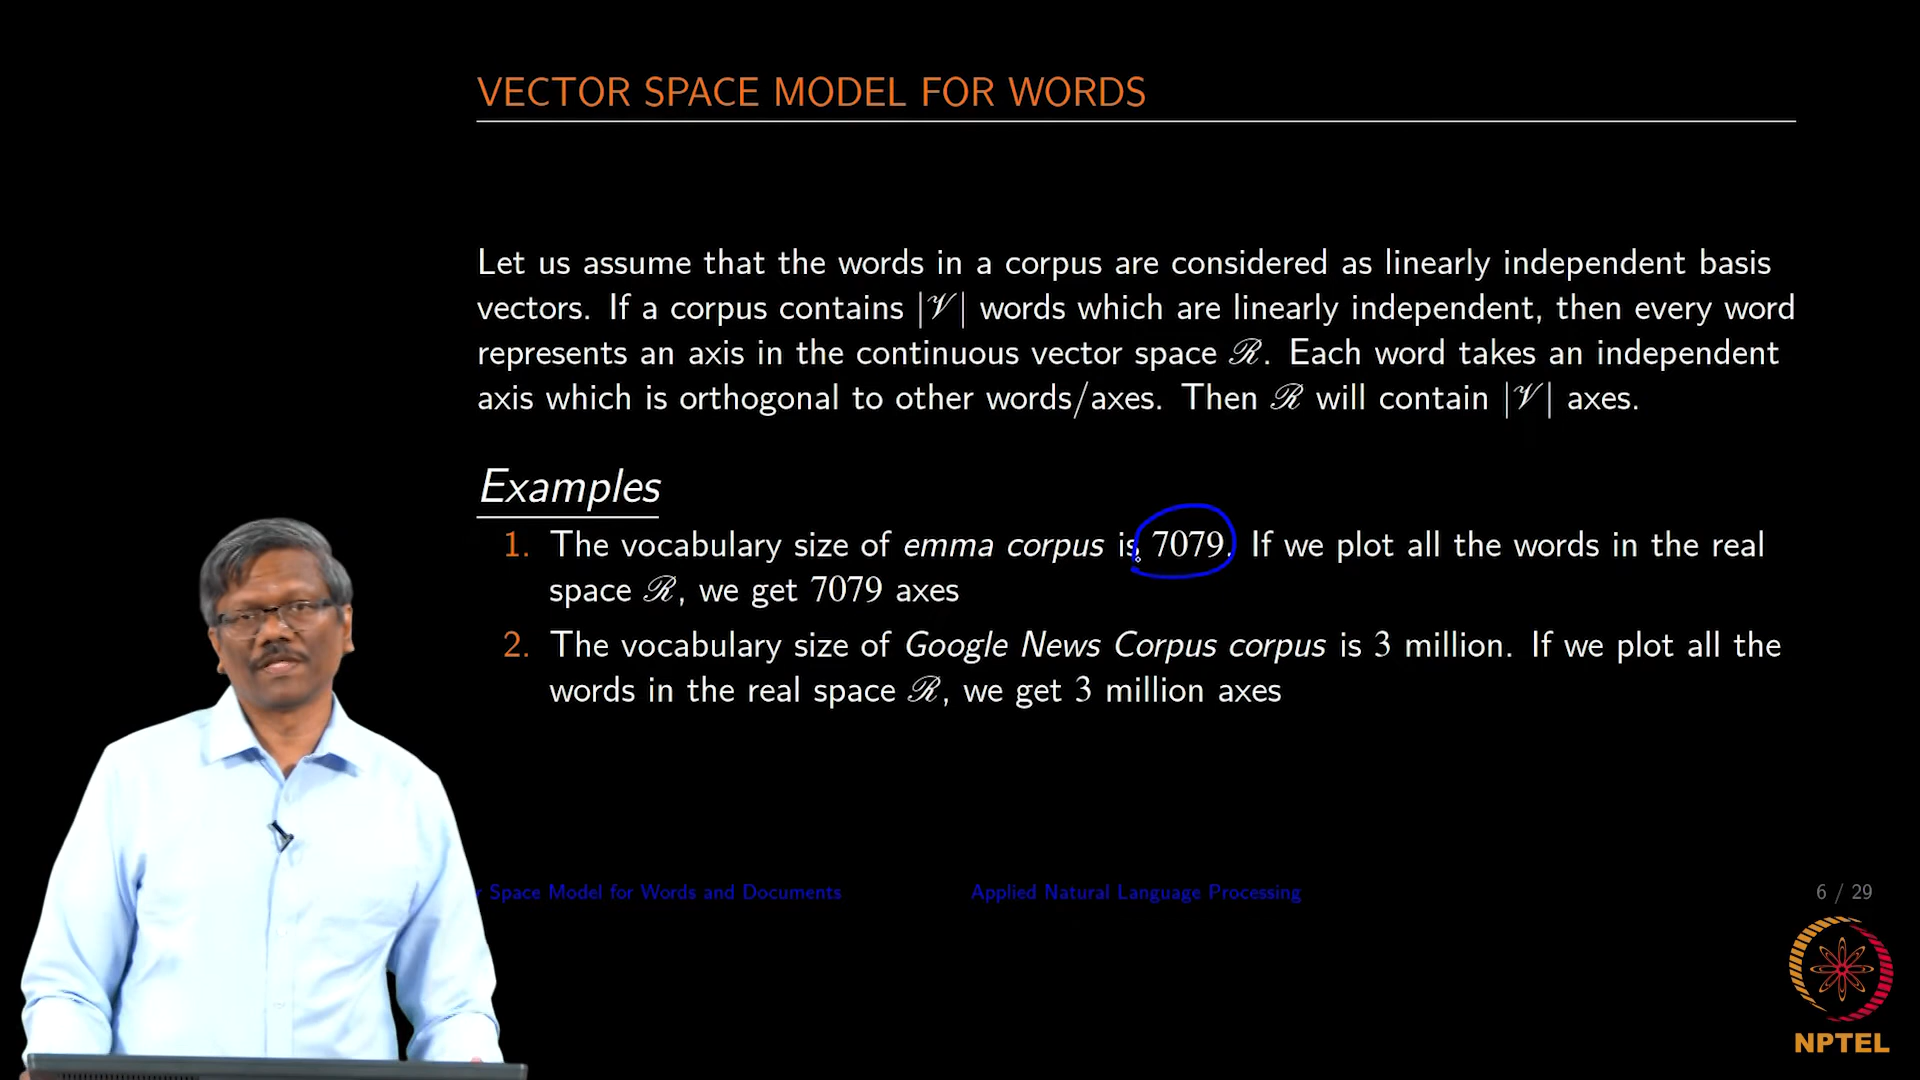 VECTOR SPACE MODEL FOR WORDS
Let us assume that the words in a corpus are considered as linearly independent basis
vectors. If a corpus contains |𝒱| words which are linearly independent, then every word
represents an axis in the continuous vector space ℛ. Each word takes an independent
axis which is orthogonal to other words/axes. Then ℛ will contain |𝒱| axes.
Examples
1. The vocabulary size of emma corpus is 7079. If we plot all the words in the real
space ℛ, we get 7079 axes
2. The vocabulary size of Google News Corpus corpus is 3 million. If we plot all the
words in the real space ℛ, we get 3 million axes
r Space Model for Words and Documents
Applied Natural Language Processing
6 / 29
NPTEL